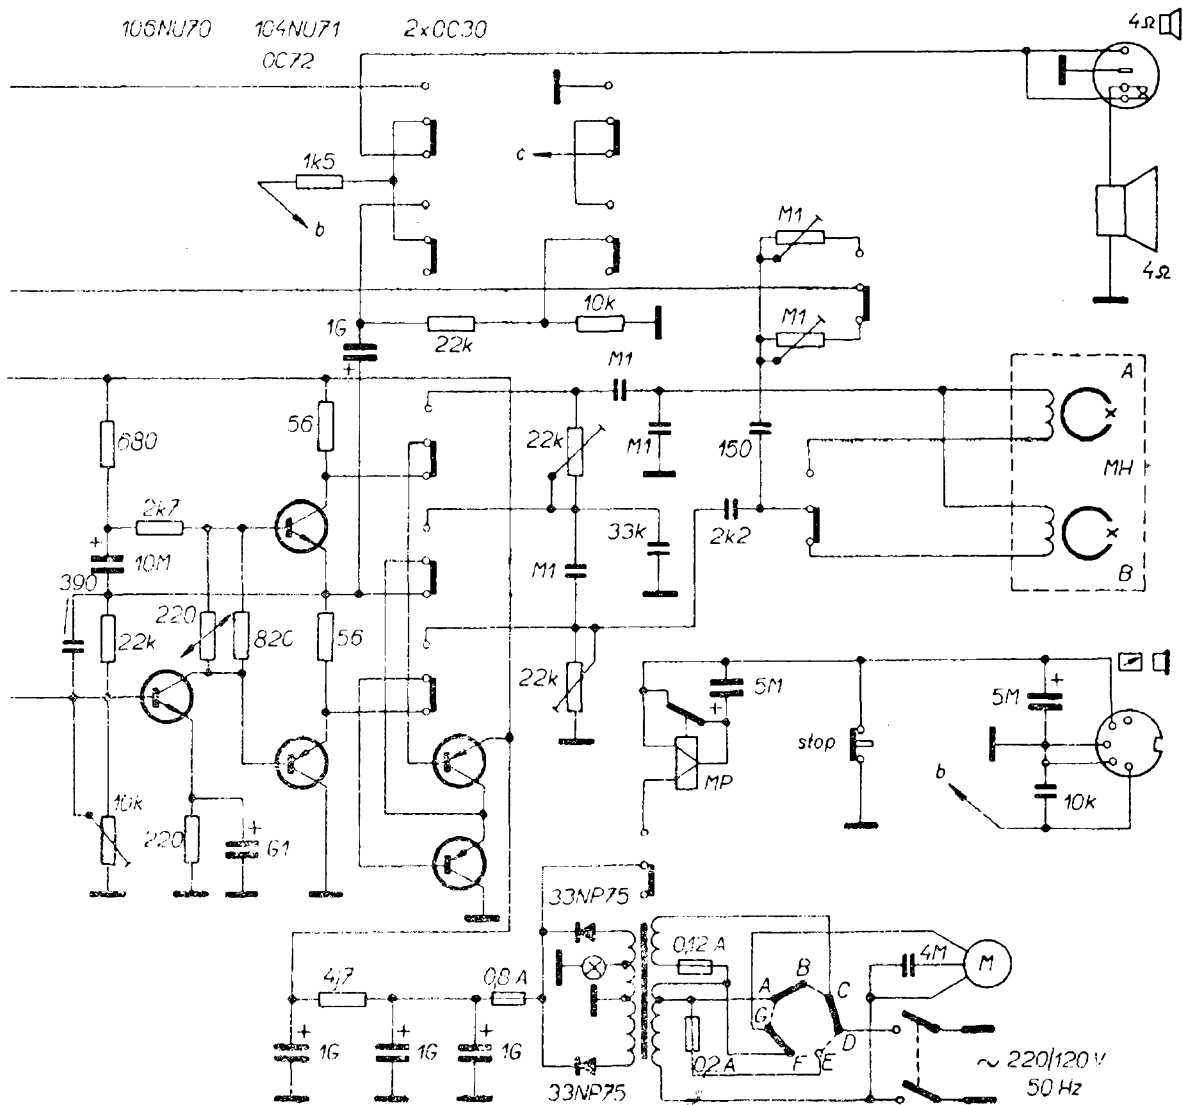 106NU70 104NU71 2xOC30
OC72
4Ω
1k5
c
b
M1
4Ω
10k
1G
22k
M1
+
M1
A
680
56
22k
M1
150
MH
2k7
+
10M
2k2
33k
M1
B
390
220
820
56
22k
22k
5M
+
5M
+
stop
MP
b
10k
10k
220
+
G1
33NP75
0,12 A
4M
M
4,7
0,8 A
A
B
C
G
D
+
1G
+
1G
+
1G
0,2 A
F
E
33NP75
~ 220/120 V
50 Hz